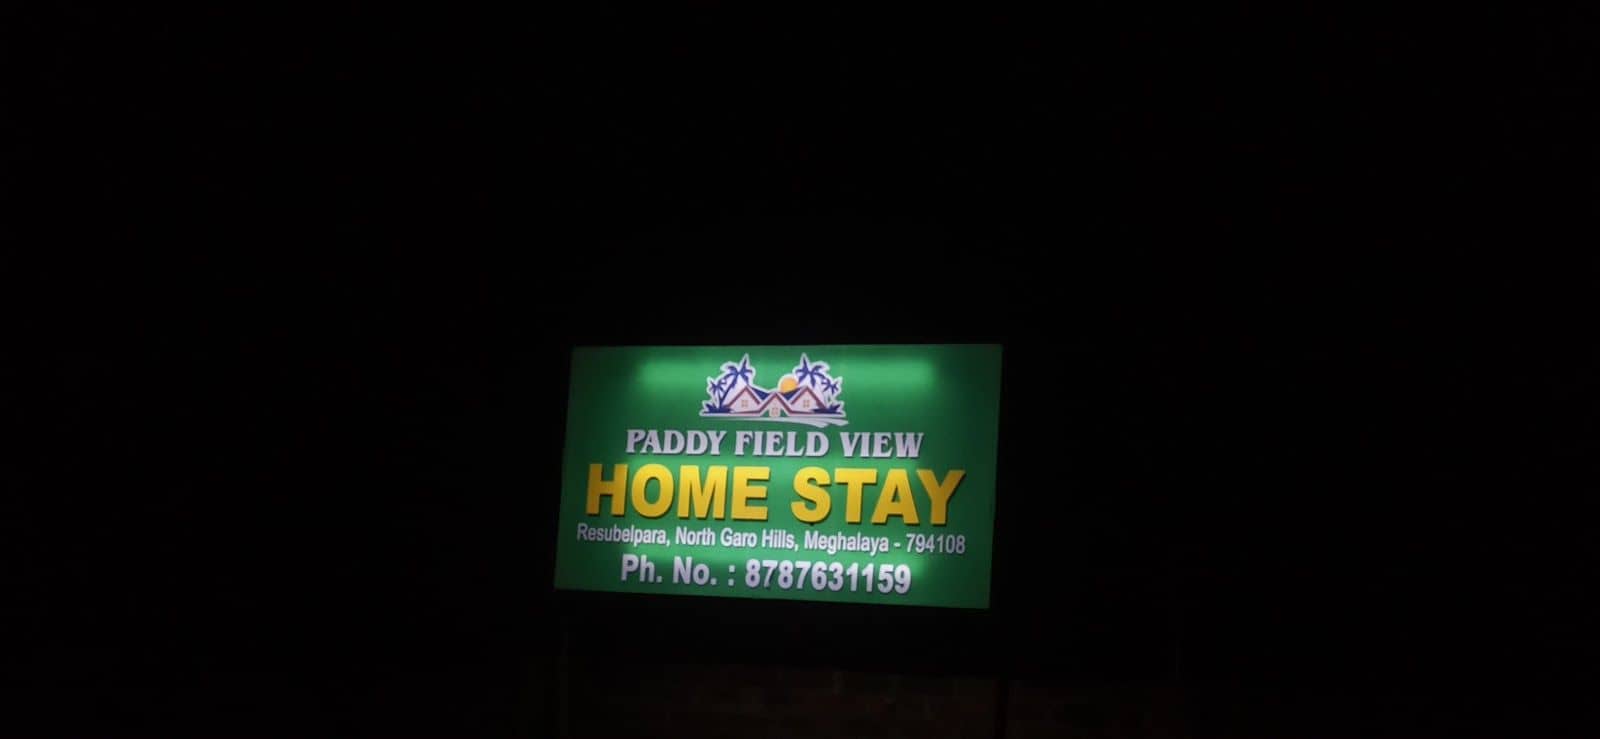 PADDY FIELD VIEW
HOME STAY
Resubelpara, North Garo Hills, Meghalaya - 794108
Ph. No. : 8787631159